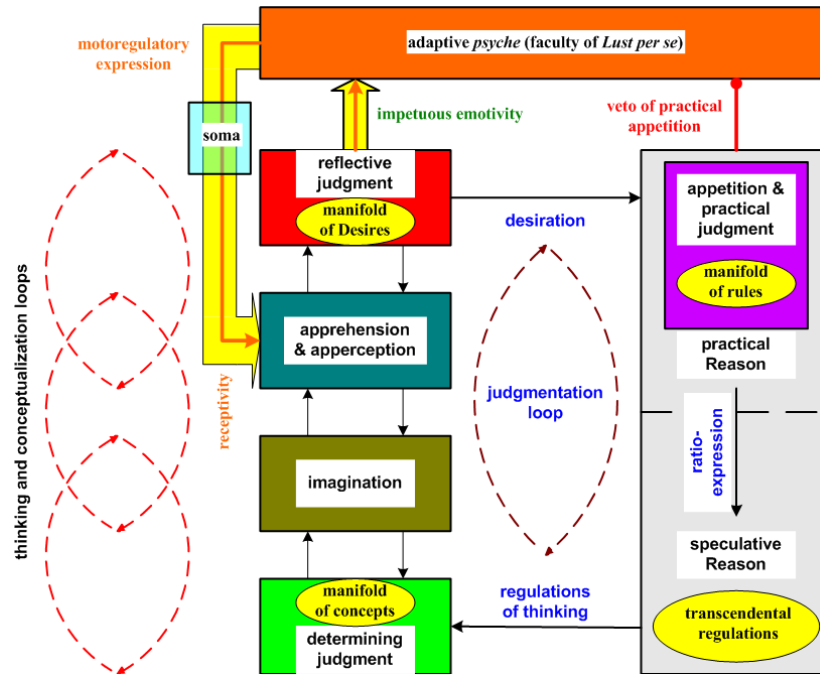 adaptive psyche (faculty of Lust per se)
motoregulatory
expression
soma
impetuous emotivity
veto of practical
appetition
reflective
judgment
manifold
of Desires
desiration
appetition &
practical
judgment
manifold
of rules
practical
Reason
apprehension
& apperception
receptivity
judgmentation
loop
thinking and conceptualization loops
ratio-
expression
imagination
speculative
Reason
manifold
of concepts
determining
judgment
regulations
of thinking
transcendental
regulations